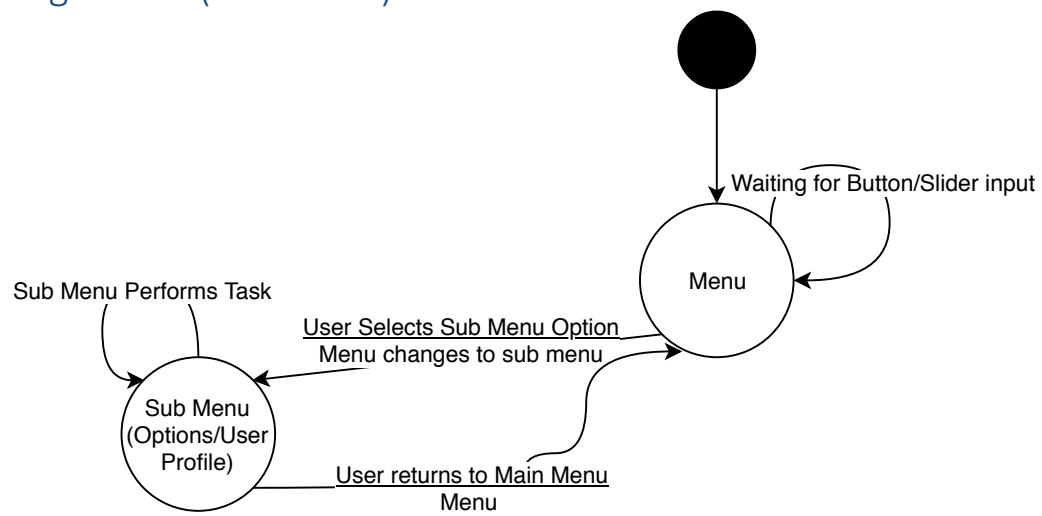 Waiting for Button/Slider input
Menu
Sub Menu Performs Task
User Selects Sub Menu Option
Menu changes to sub menu
Sub Menu
(Options/User
Profile)
User returns to Main Menu
Menu